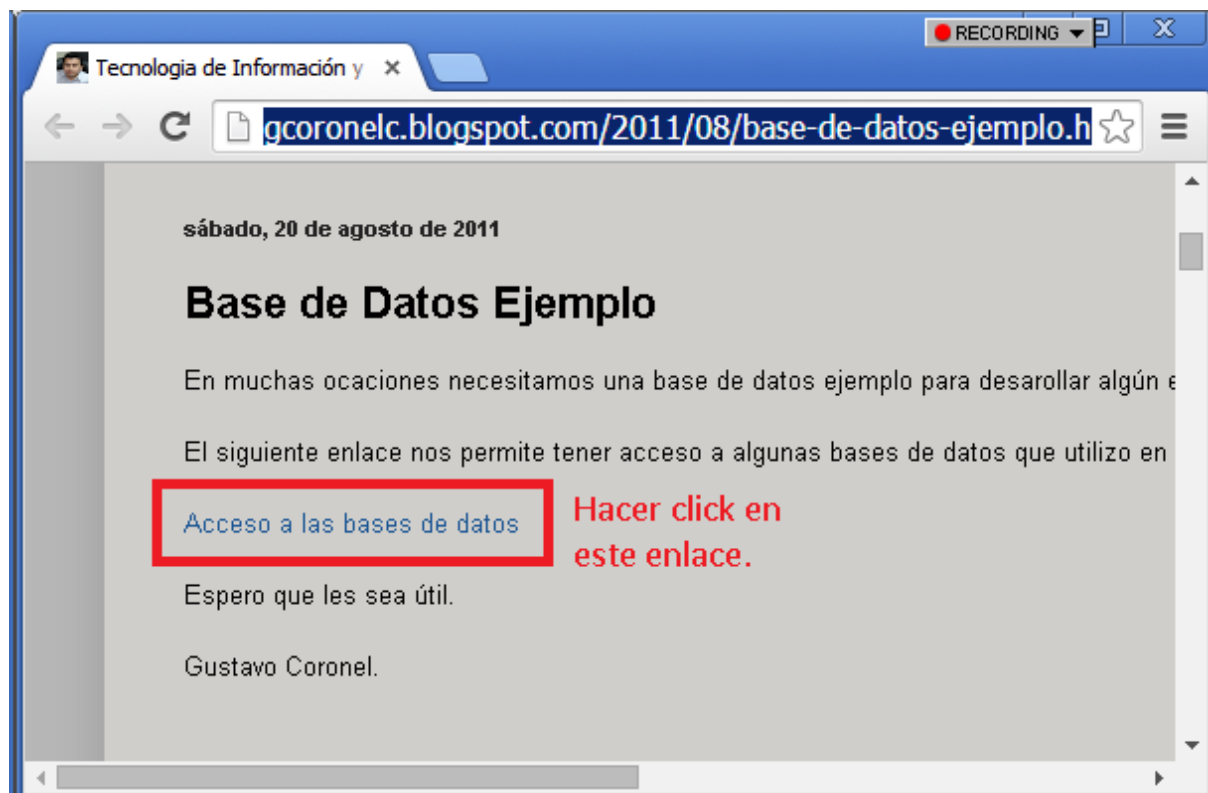 RECORDING
Tecnologia de Información y
gcoronelc.blogspot.com/2011/08/base-de-datos-ejemplo.h
sábado, 20 de agosto de 2011
Base de Datos Ejemplo
En muchas ocaciones necesitamos una base de datos ejemplo para desarollar algún e
El siguiente enlace nos permite tener acceso a algunas bases de datos que utilizo en
Acceso a las bases de datos
Hacer click en
este enlace.
Espero que les sea útil.
Gustavo Coronel.